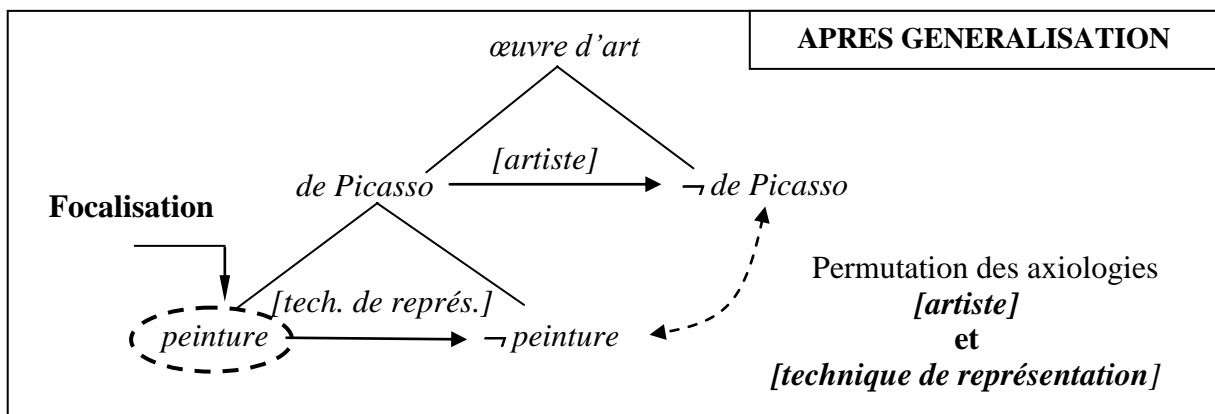 APRES GENERALISATION
œuvre d’art
[artiste]
de Picasso
¬ de Picasso
Focalisation
Permutation des axiologies
[artiste]
et
[technique de représentation]
[tech. de représ.]
peinture
¬ peinture